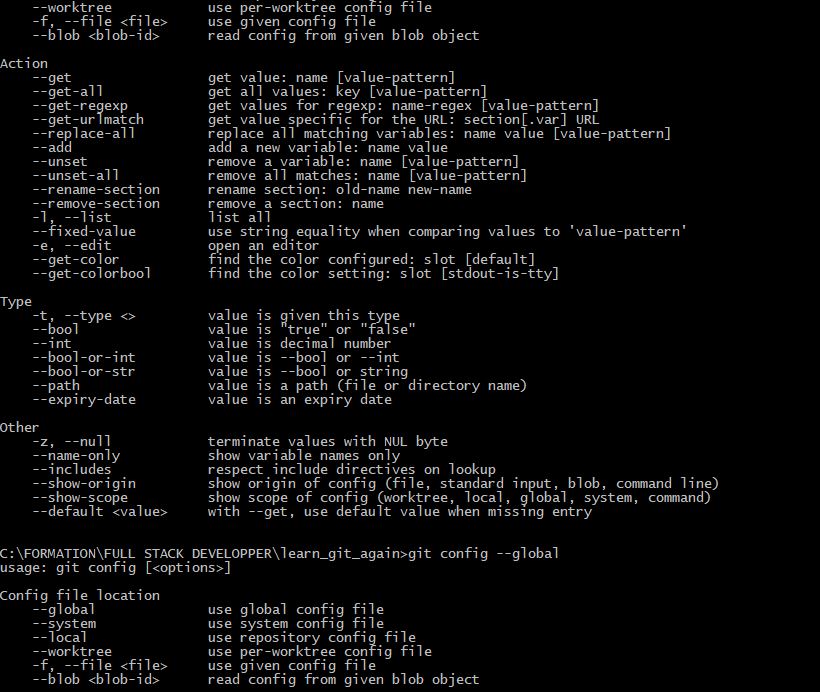 --worktree use per-worktree config file
-f, --file <file> use given config file
--blob <blob-id> read config from given blob object
Action
--get get value: name [value-pattern]
--get-all get all values: key [value-pattern]
--get-regexp get values for regexp: name-regex [value-pattern]
--get-urlmatch get value specific for the URL: section[.var] URL
--replace-all replace all matching variables: name value [value-pattern]
--add add a new variable: name value
--unset remove a variable: name [value-pattern]
--unset-all remove all matches: name [value-pattern]
--rename-section rename section: old-name new-name
--remove-section remove a section: name
-l, --list list all
--fixed-value use string equality when comparing values to 'value-pattern'
-e, --edit open an editor
--get-color find the color configured: slot [default]
--get-colorbool find the color setting: slot [stdout-is-tty]
Type
-t, --type <> value is given this type
--bool value is "true" or "false"
--int value is decimal number
--bool-or-int value is --bool or --int
--bool-or-str value is --bool or string
--path value is a path (file or directory name)
--expiry-date value is an expiry date
Other
-z, --null terminate values with NUL byte
--name-only show variable names only
--includes respect include directives on lookup
--show-origin show origin of config (file, standard input, blob, command line)
--show-scope show scope of config (worktree, local, global, system, command)
--default <value> with --get, use default value when missing entry
C:\FORMATION\FULL STACK DEVELOPPER\learn_git_again>git config --global
usage: git config [<options>]
Config file location
--global use global config file
--system use system config file
--local use repository config file
--worktree use per-worktree config file
-f, --file <file> use given config file
--blob <blob-id> read config from given blob object